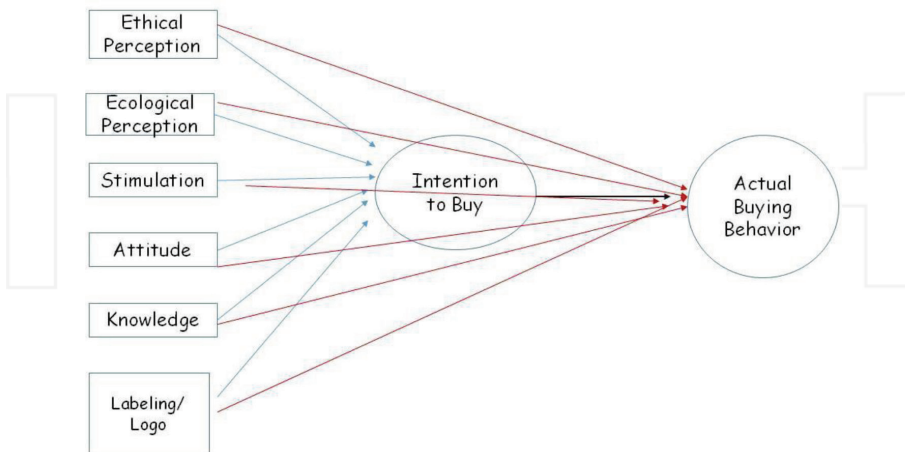 Ethical
Perception
Ecological
Perception
Stimulation
Attitude
Knowledge
Labeling/
Logo
Intention
to Buy
Actual
Buying
Behavior